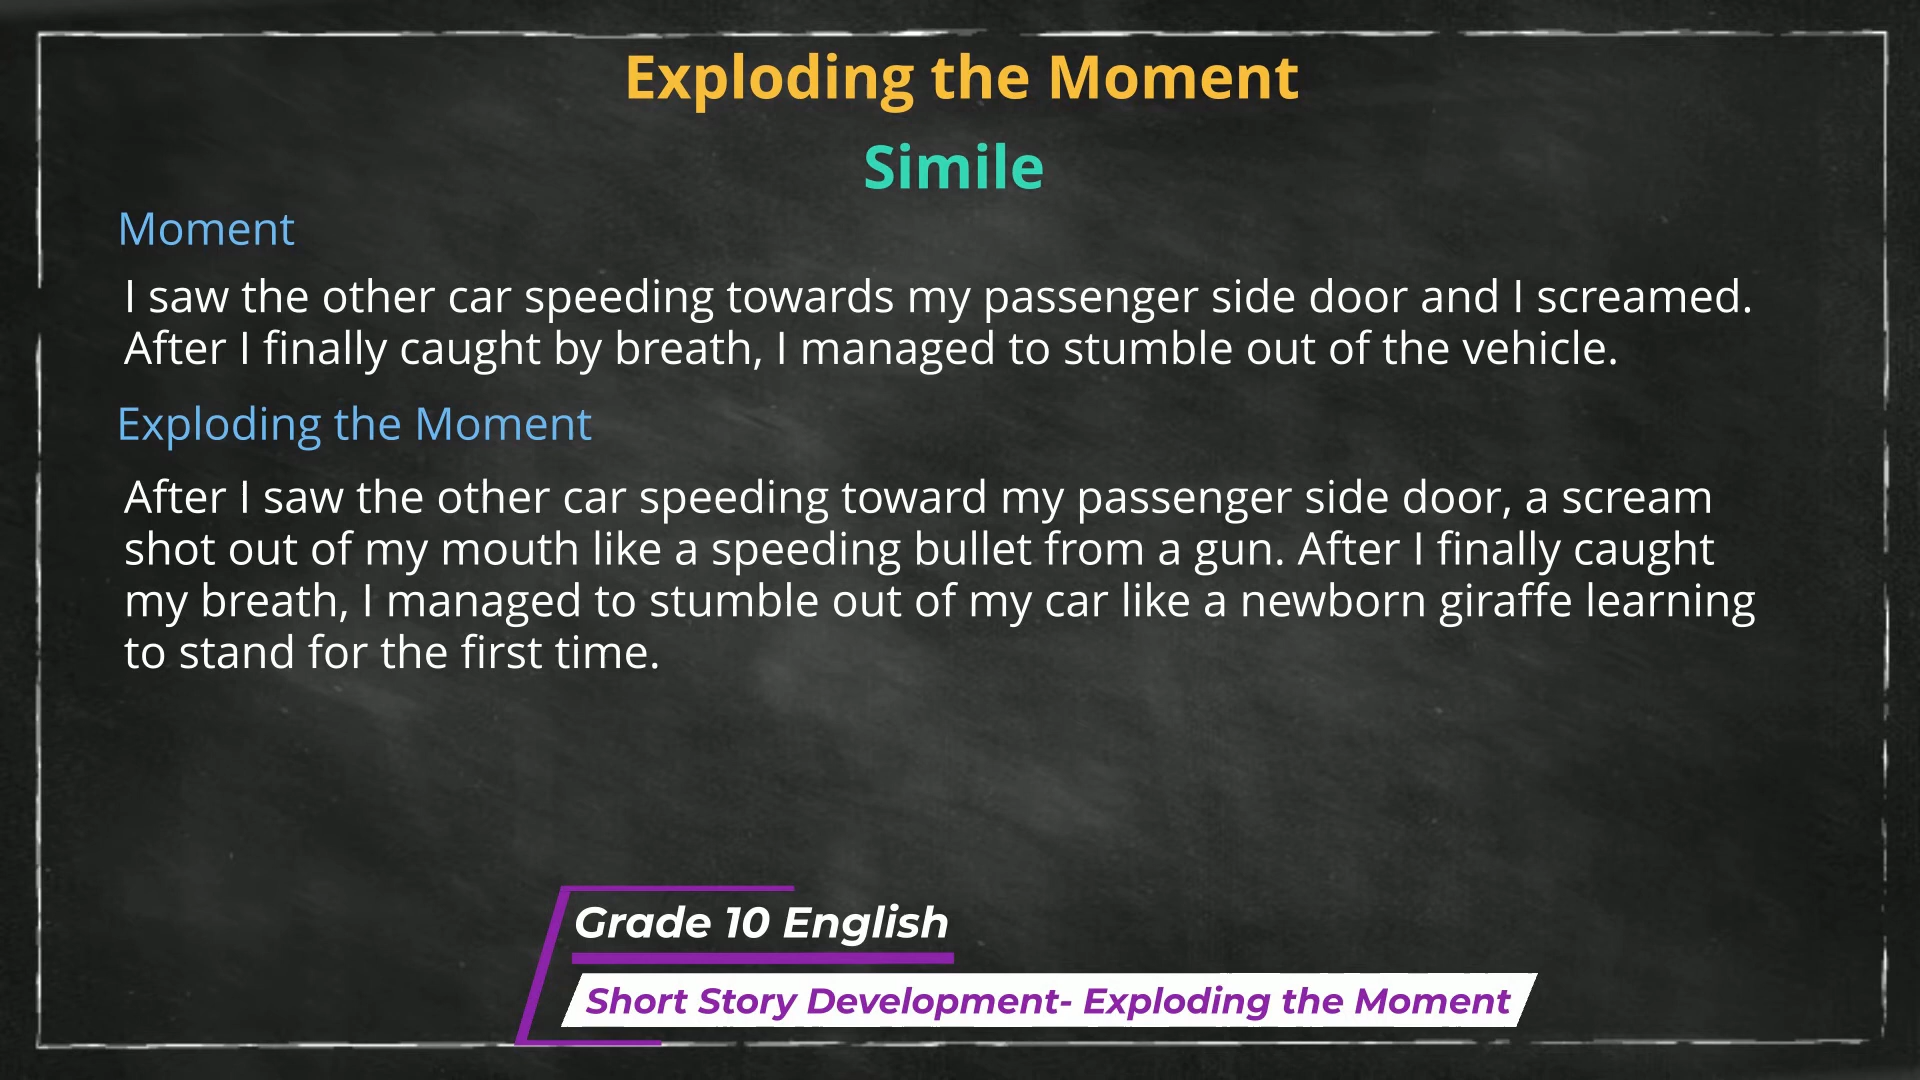 Exploding the Moment
Simile
Moment
I saw the other car speeding towards my passenger side door and I screamed.
After I finally caught by breath, I managed to stumble out of the vehicle.
Exploding the Moment
After I saw the other car speeding toward my passenger side door, a scream
shot out of my mouth like a speeding bullet from a gun. After I finally caught
my breath, I managed to stumble out of my car like a newborn giraffe learning
to stand for the first time.
Grade 10 English
Short Story Development- Exploding the Moment